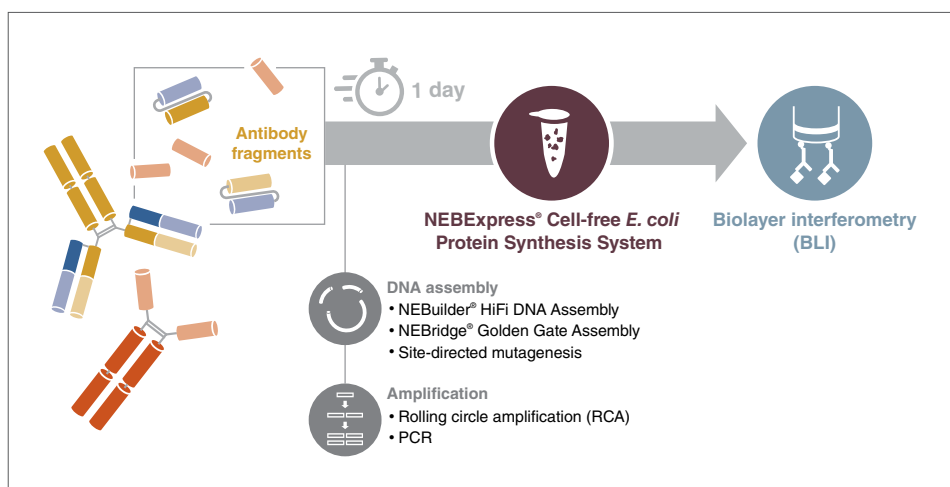 1 day
Antibody
fragments
NEBExpress® Cell-free E. coli
Protein Synthesis System
Biolayer interferometry
(BLI)
DNA assembly
• NEBuilder® HiFi DNA Assembly
• NEBridge® Golden Gate Assembly
• Site-directed mutagenesis
Amplification
• Rolling circle amplification (RCA)
• PCR